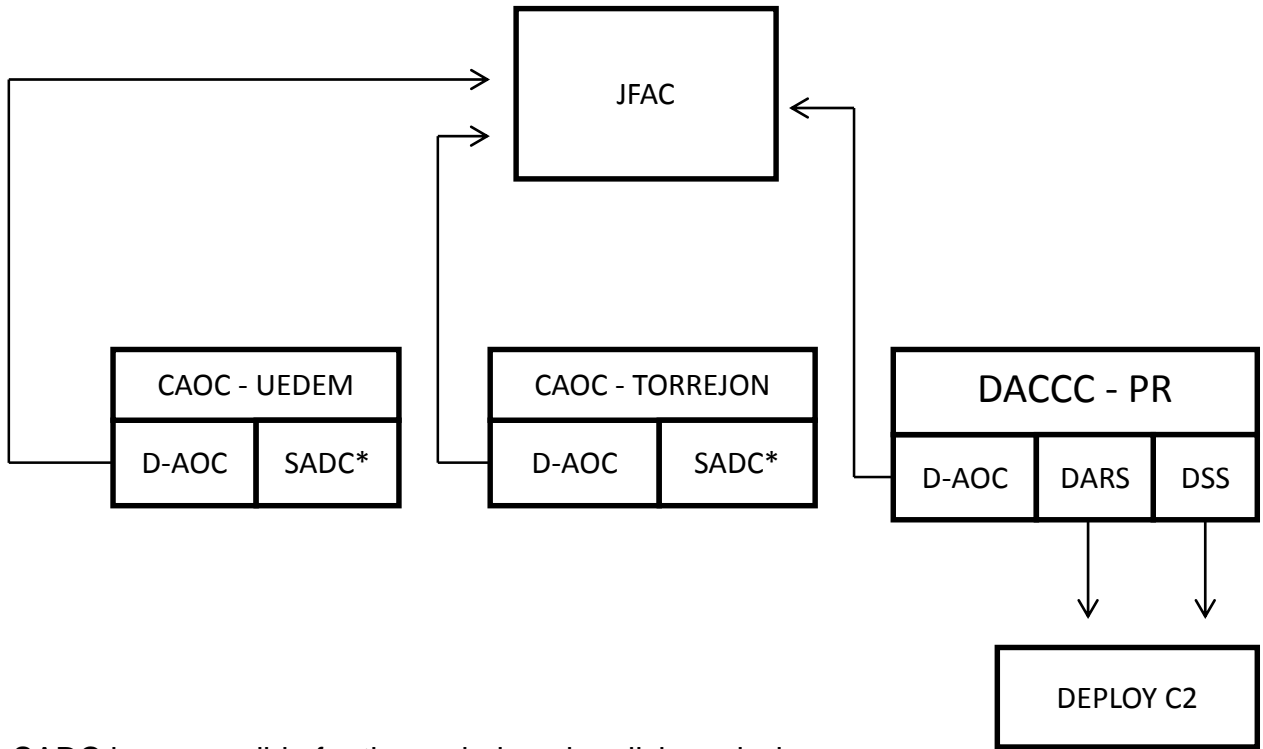 JFAC
CAOC - UEDEM
D-AOC SADC*
CAOC - TORREJON
D-AOC SADC*
DACCC - PR
D-AOC DARS DSS
DEPLOY C2